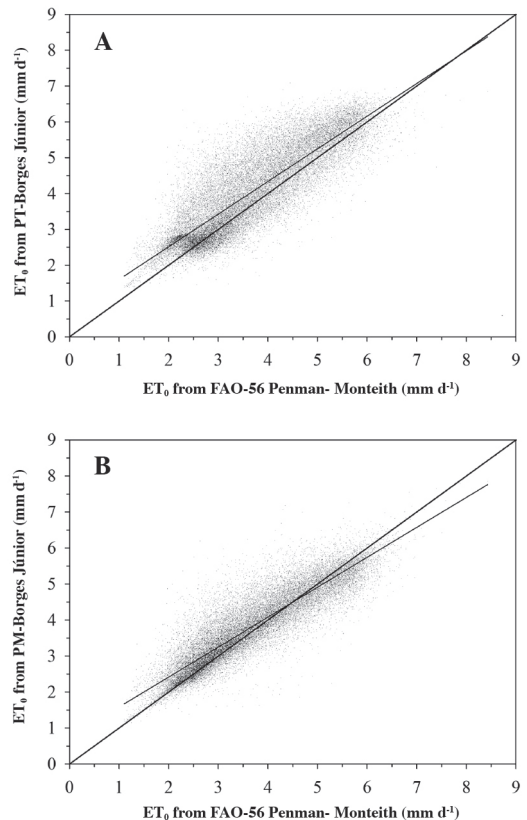 A
ET0 from PT-Borges Júnior (mm d-1)
9
8
7
6
5
4
3
2
1
0
0 1 2 3 4 5 6 7 8 9
ET0 from FAO-56 Penman- Monteith (mm d-1)
B
ET0 from PM-Borges Júnior (mm d-1)
9
8
7
6
5
4
3
2
1
0
0 1 2 3 4 5 6 7 8 9
ET0 from FAO-56 Penman- Monteith (mm d-1)